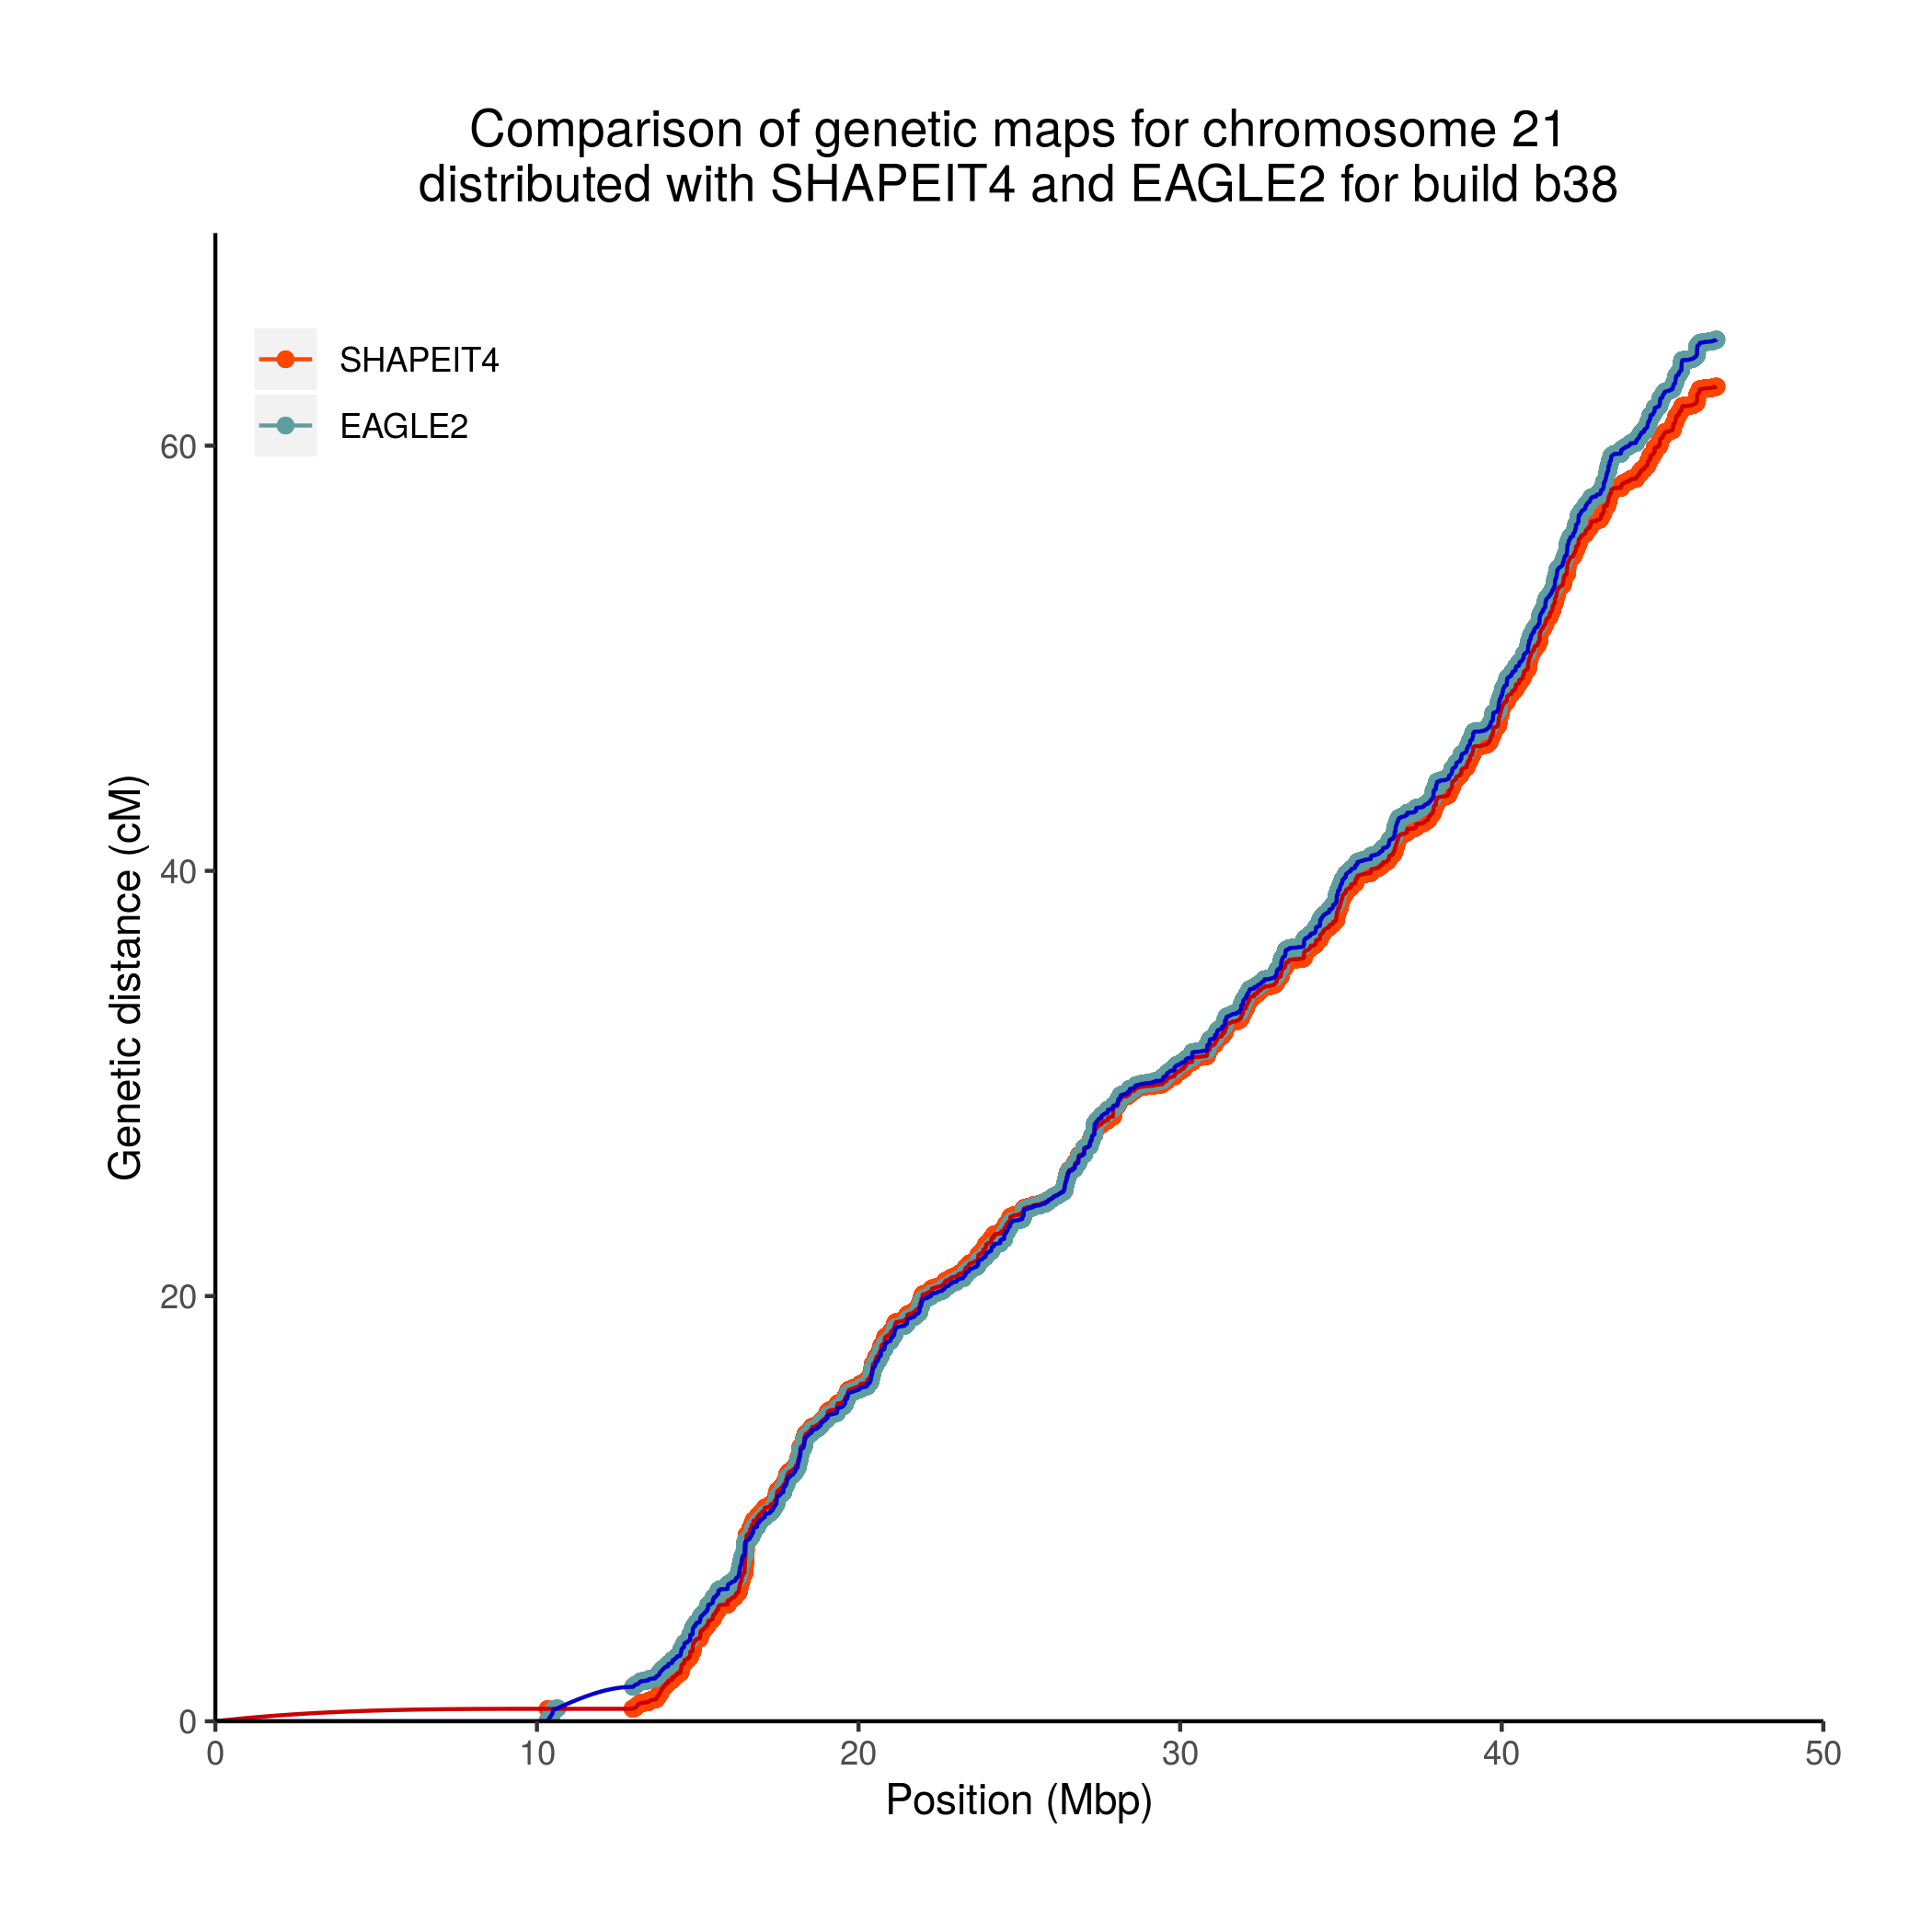 Comparison of genetic maps for chromosome 21
distributed with SHAPEIT4 and EAGLE2 for build b38
SHAPEIT4
EAGLE2
60
40
20
0
Genetic distance (cM)
0 10 20 30 40 50
Position (Mbp)